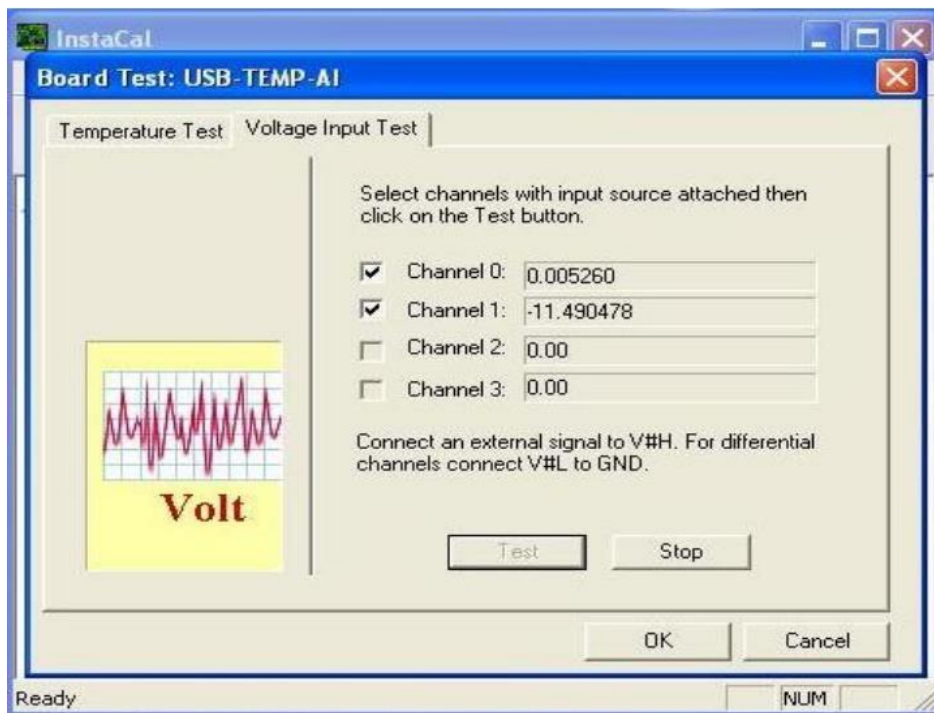 InstaCal
Board Test: USB-TEMP-AI
Temperature Test Voltage Input Test
Select channels with input source attached then
click on the Test button.
Channel 0: 0.005260
Channel 1: -11.490478
Channel 2: 0.00
Channel 3: 0.00
Connect an external signal to V#H. For differential
channels connect V#L to GND.
Volt
Test Stop
OK Cancel
Ready NUM